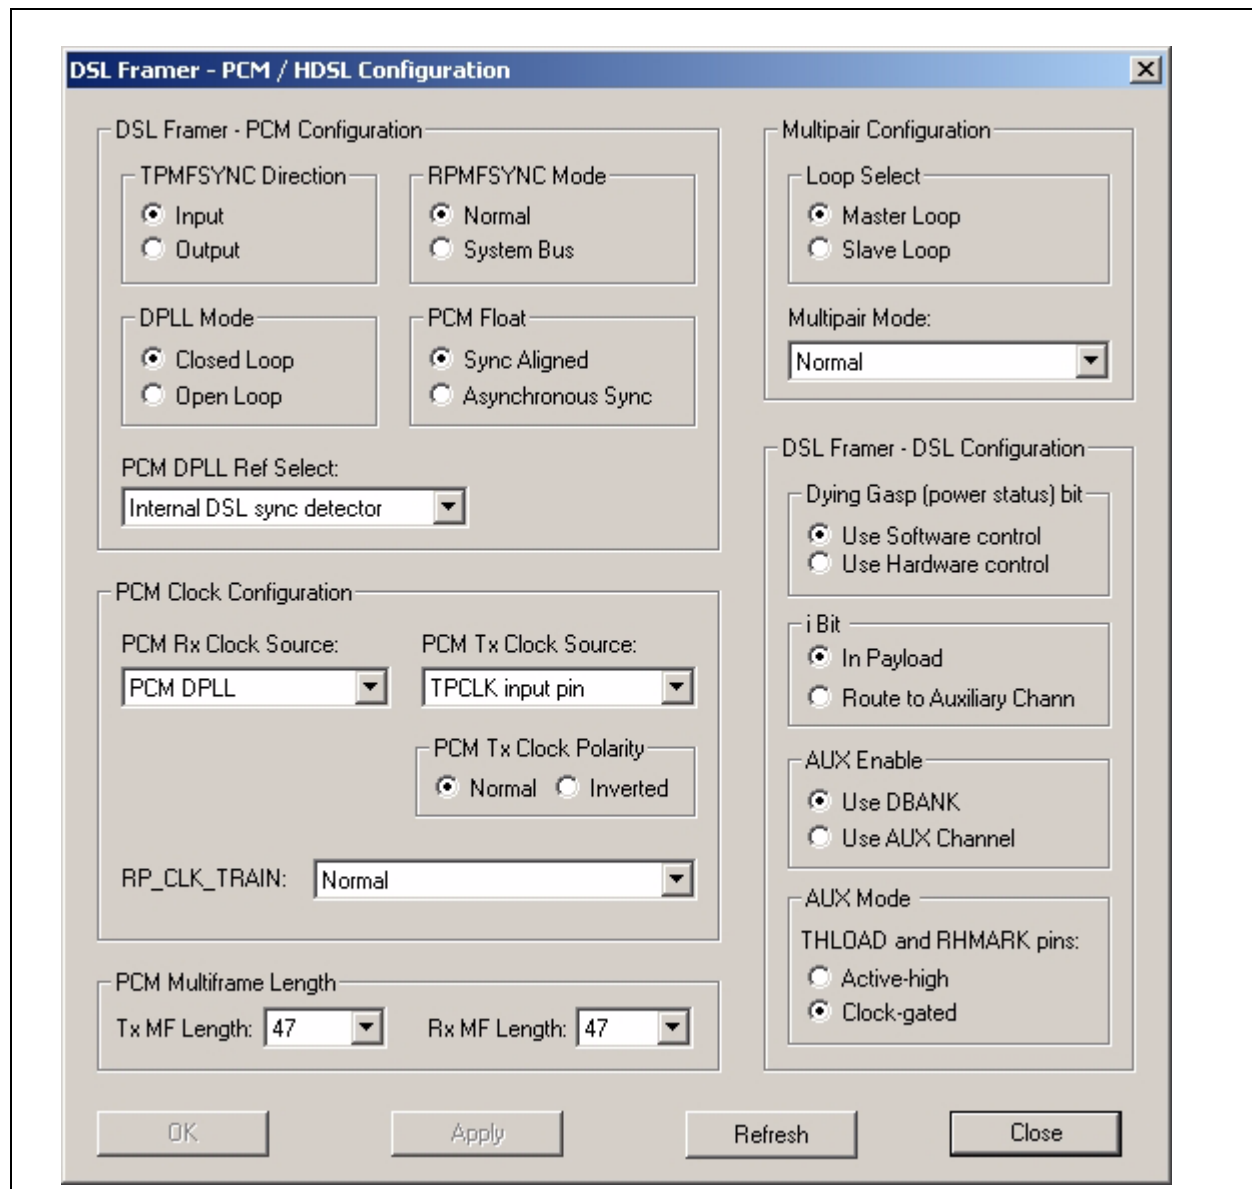 DSL Framer - PCM / HDSL Configuration
DSL Framer - PCM Configuration
TPMFSYNC Direction
Input
Output
RPMFSYNC Mode
Normal
System Bus
DPLL Mode
Closed Loop
Open Loop
PCM Float
Sync Aligned
Asynchronous Sync
PCM DPLL Ref Select:
Internal DSL sync detector
PCM Clock Configuration
PCM Rx Clock Source:
PCM DPLL
PCM Tx Clock Source:
TPCLK input pin
PCM Tx Clock Polarity
Normal Inverted
RP_CLK_TRAIN: Normal
PCM Multiframe Length
Tx MF Length: 47 Rx MF Length: 47
Multipair Configuration
Loop Select
Master Loop
Slave Loop
Multipair Mode:
Normal
DSL Framer - DSL Configuration
Dying Gasp (power status) bit
Use Software control
Use Hardware control
i Bit
In Payload
Route to Auxiliary Chann
AUX Enable
Use DBANK
Use AUX Channel
AUX Mode
THLOAD and RHMARK pins:
Active-high
Clock-gated
OK Apply Refresh Close